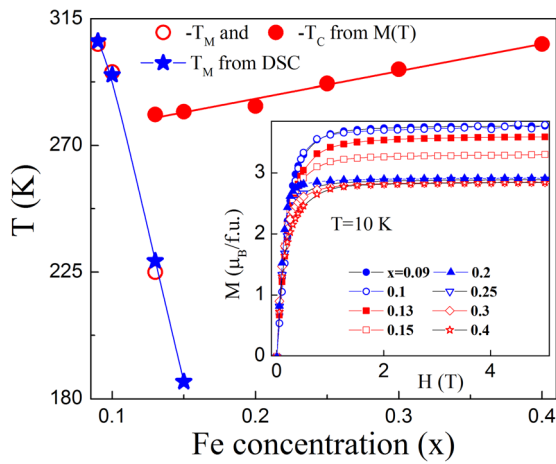 -T_M and -T_C from M(T)
T_M from DSC
T (K)
315
270
225
180
0.1
0.2
0.3
0.4
Fe concentration (x)
M (μ_B/f.u.)
3
2
1
0
T=10 K
x=0.09 0.2
0.1 0.25
0.13 0.3
0.15 0.4
0
2
4
H (T)